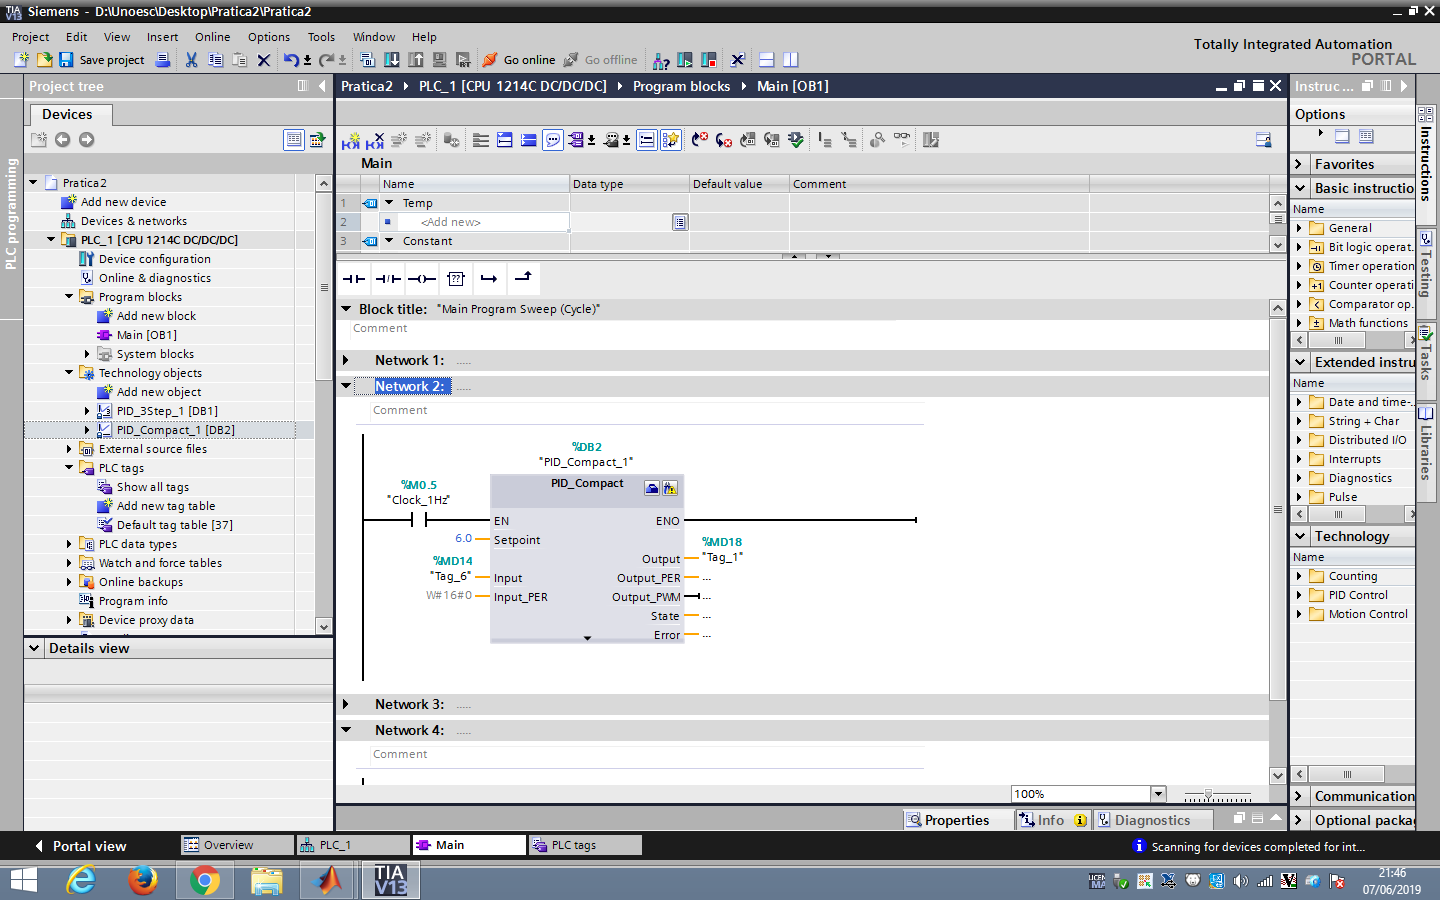 TIA V13 Siemens - D:\Unoesc\Desktop\Pratica2\Pratica2
Project Edit View Insert Online Options Tools Window Help
Totally Integrated Automation
PORTAL
Save project Go online Go offline
Project tree
Devices
PLC programming
Pratica2
Add new device
Devices & networks
PLC_1 [CPU 1214C DC/DC/DC]
Device configuration
Online & diagnostics
Program blocks
Add new block
Main [OB1]
System blocks
Technology objects
Add new object
PID_3Step_1 [DB1]
PID_Compact_1 [DB2]
External source files
PLC tags
Show all tags
Add new tag table
Default tag table [37]
PLC data types
Watch and force tables
Online backups
Program info
Device proxy data
Details view
Pratica2 PLC_1 [CPU 1214C DC/DC/DC] Program blocks Main [OB1]
Main
Name Data type Default value Comment
1 Temp
2 <Add new>
3 Constant
??
Block title: "Main Program Sweep (Cycle)"
Comment
Network 1: .....
Network 2: .....
Comment
%DB2
"PID_Compact_1"
PID_Compact
%M0.5
"Clock_1Hz"
EN ENO
6.0 Setpoint
%MD18
"Tag_1"
Output
%MD14
"Tag_6"
Input Output_PER ...
W#16#0 Input_PER Output_PWM ...
State ...
Error ...
Network 3: .....
Network 4: .....
Comment
100%
Properties Info Diagnostics
Instruc...
Options
Favorites
Basic instructio
Name
General
Bit logic operat.
Timer operation
Counter operati
Comparator op.
Math functions
Extended instru
Name
Date and time-..
String + Char
Distributed I/O
Interrupts
Diagnostics
Pulse
Technology
Name
Counting
PID Control
Motion Control
Communication
Optional packag
Instructions
Testing
Tasks
Libraries
Portal view Overview PLC_1 Main PLC tags
Scanning for devices completed for int...
TIA
V13
21:46
07/06/2019